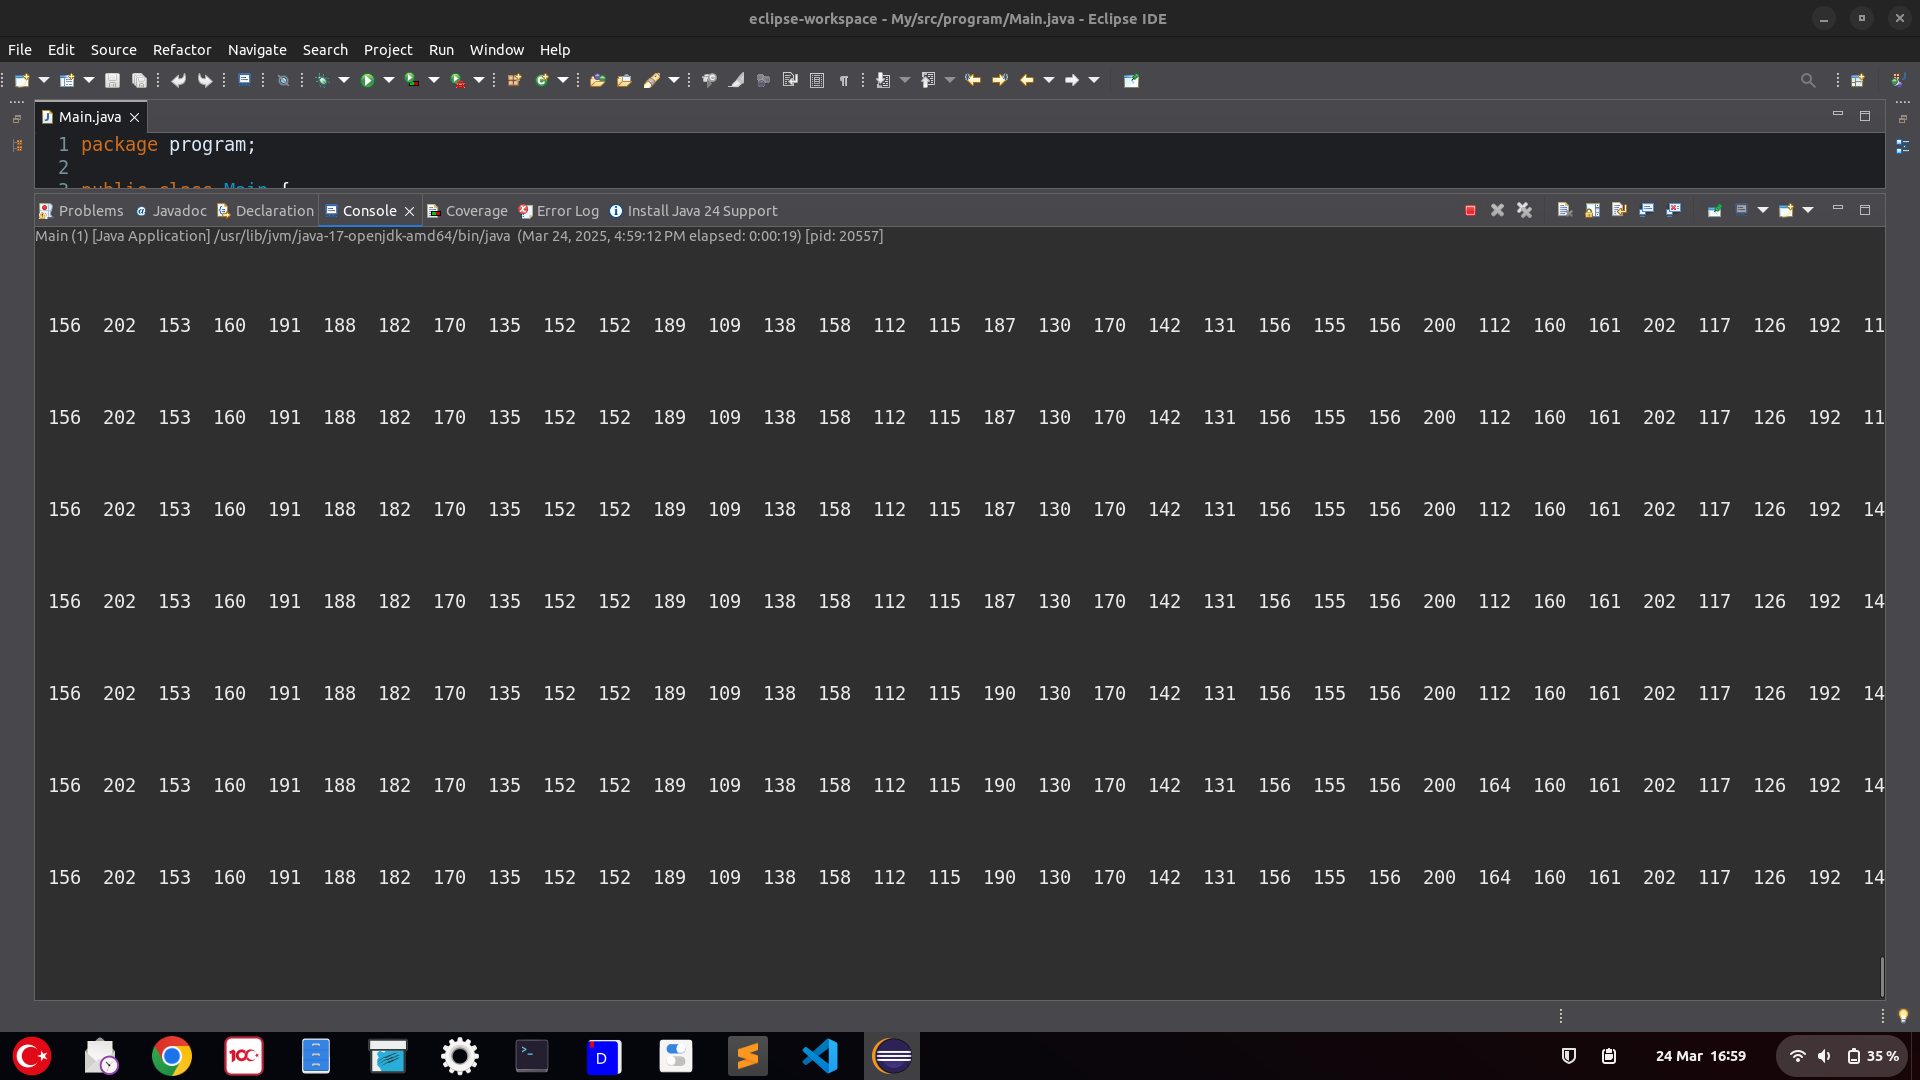 eclipse-workspace - My/src/program/Main.java - Eclipse IDE
File Edit Source Refactor Navigate Search Project Run Window Help
Main.java
1 package program;
2
3 public class Main {
Problems Javadoc Declaration Console Coverage Error Log Install Java 24 Support
Main (1) [Java Application] /usr/lib/jvm/java-17-openjdk-amd64/bin/java (Mar 24, 2025, 4:59:12 PM elapsed: 0:00:19) [pid: 20557]
156 202 153 160 191 188 182 170 135 152 152 189 109 138 158 112 115 187 130 170 142 131 156 155 156 200 112 160 161 202 117 126 192 11
156 202 153 160 191 188 182 170 135 152 152 189 109 138 158 112 115 187 130 170 142 131 156 155 156 200 112 160 161 202 117 126 192 11
156 202 153 160 191 188 182 170 135 152 152 189 109 138 158 112 115 187 130 170 142 131 156 155 156 200 112 160 161 202 117 126 192 14
156 202 153 160 191 188 182 170 135 152 152 189 109 138 158 112 115 187 130 170 142 131 156 155 156 200 112 160 161 202 117 126 192 14
156 202 153 160 191 188 182 170 135 152 152 189 109 138 158 112 115 190 130 170 142 131 156 155 156 200 112 160 161 202 117 126 192 14
156 202 153 160 191 188 182 170 135 152 152 189 109 138 158 112 115 190 130 170 142 131 156 155 156 200 164 160 161 202 117 126 192 14
156 202 153 160 191 188 182 170 135 152 152 189 109 138 158 112 115 190 130 170 142 131 156 155 156 200 164 160 161 202 117 126 192 14
D 24 Mar 16:59 35 %